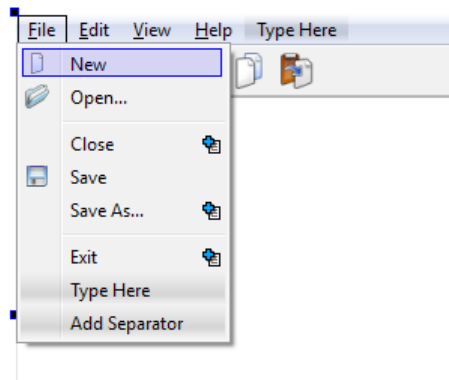 File Edit View Help Type Here
New
Open...
Close
Save
Save As...
Exit
Type Here
Add Separator